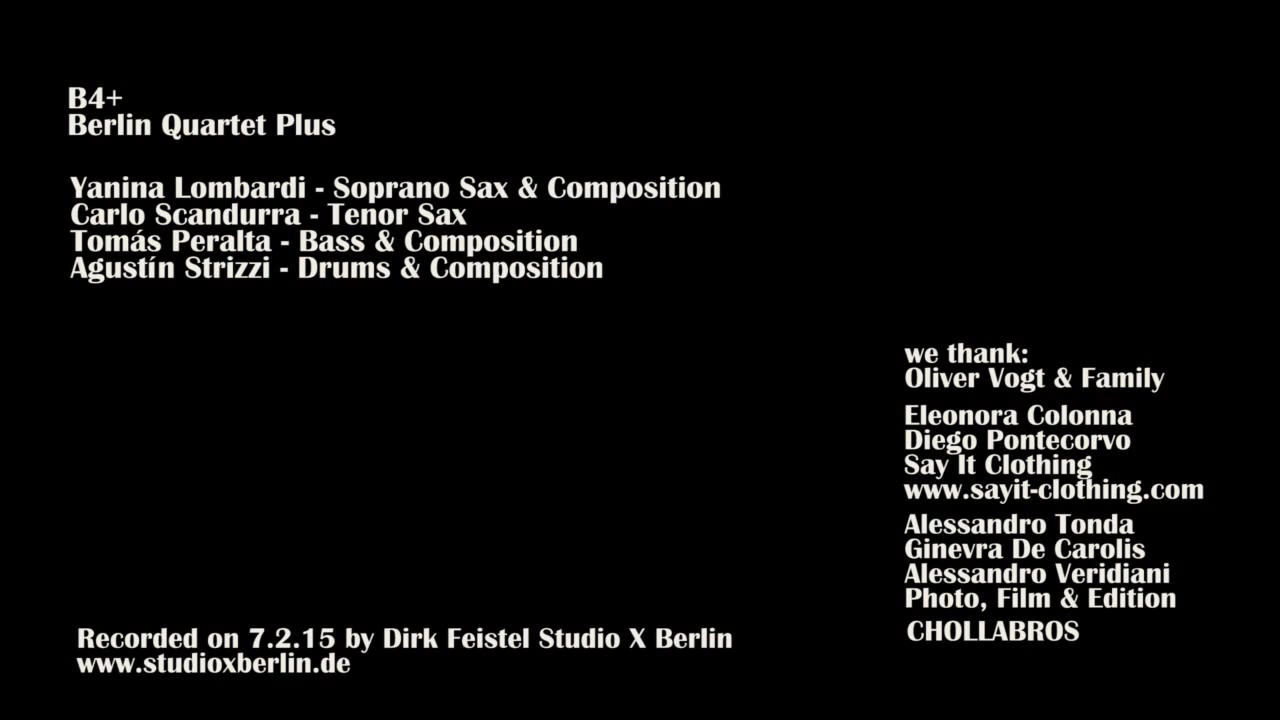 B4+
Berlin Quartet Plus
Yanina Lombardi - Soprano Sax & Composition
Carlo Scandurra - Tenor Sax
Tomás Peralta - Bass & Composition
Agustín Strizzi - Drums & Composition
we thank:
Oliver Vogt & Family
Eleonora Colonna
Diego Pontecorvo
Say It Clothing
www.sayit-clothing.com
Alessandro Tonda
Ginevra De Carolis
Alessandro Veridiani
Photo, Film & Edition
CHOLLABROS
Recorded on 7.2.15 by Dirk Feistel Studio X Berlin
www.studioxberlin.de